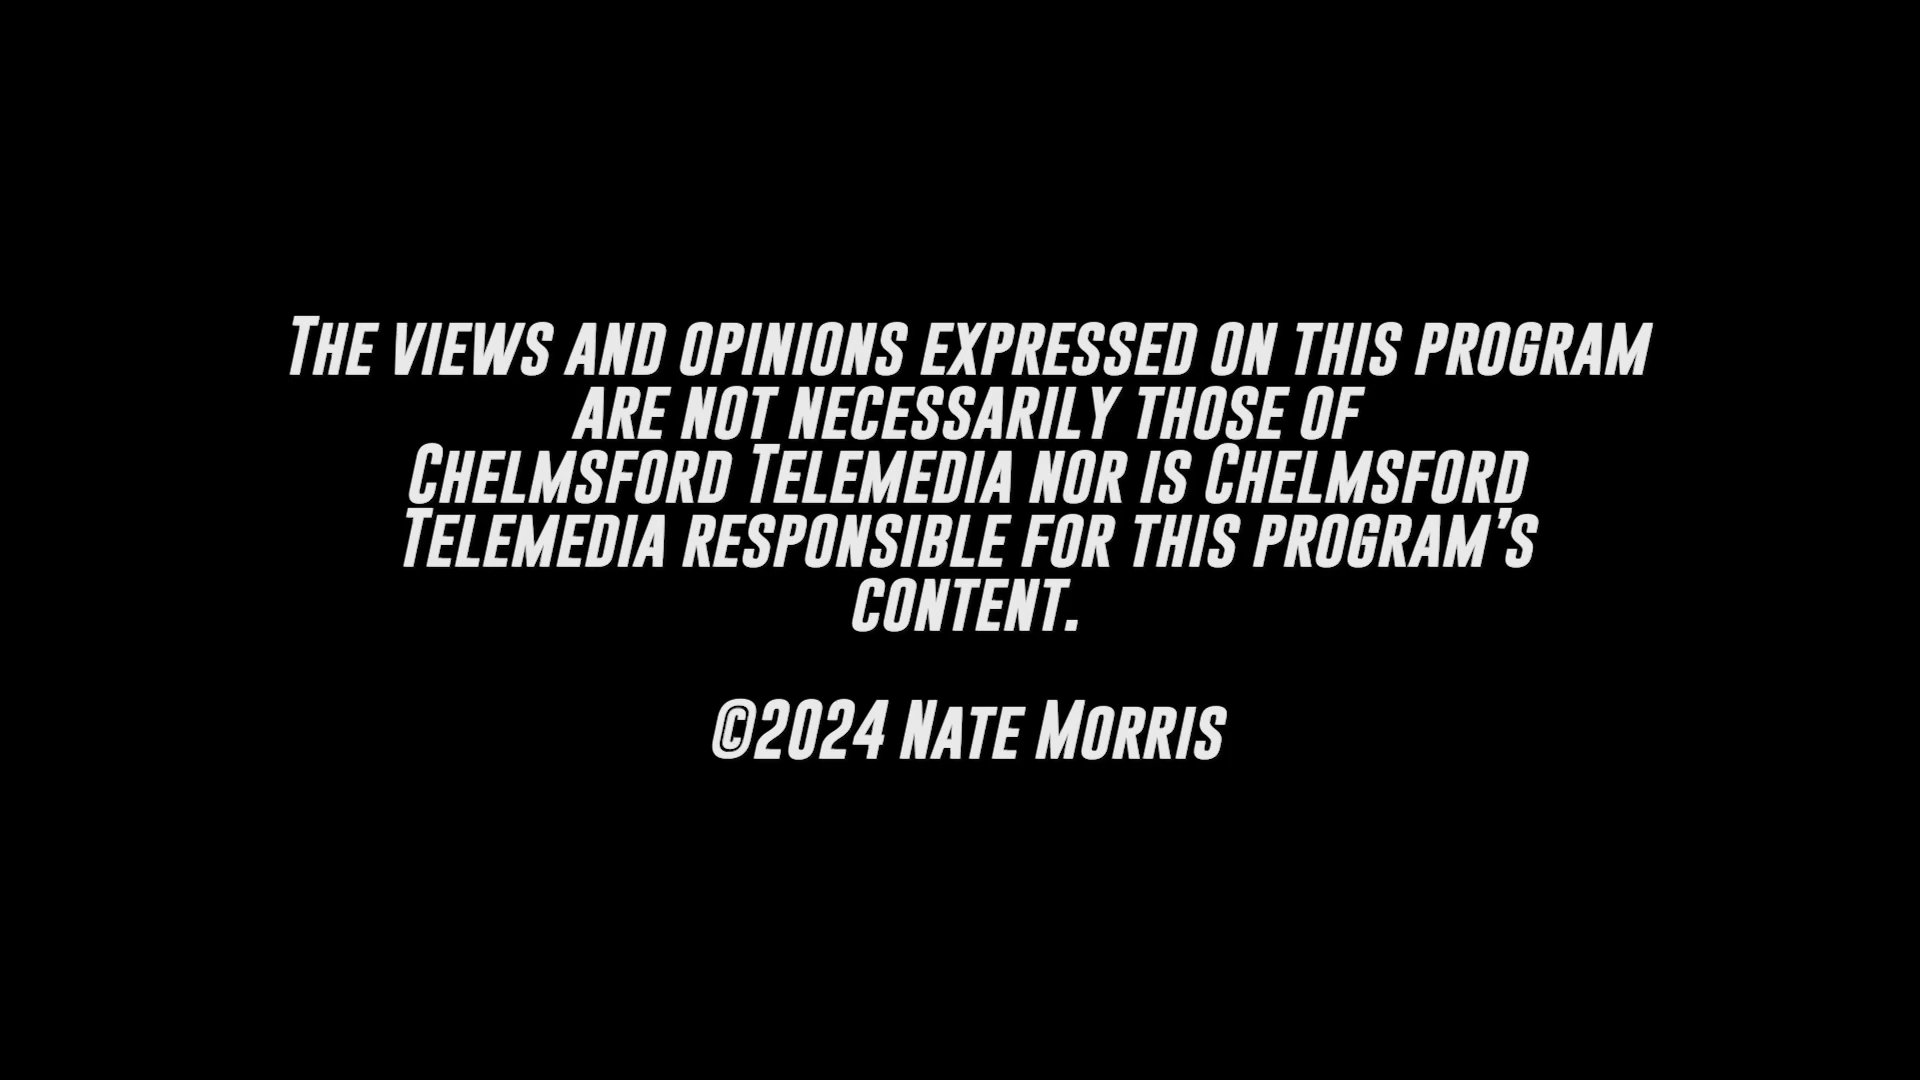 The views and opinions expressed on this program
are not necessarily those of
Chelmsford Telemedia nor is Chelmsford
Telemedia responsible for this program’s
content.
©2024 Nate Morris